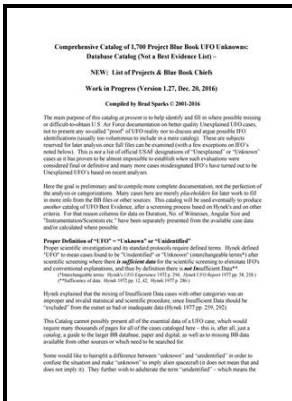 Comprehensive Catalog of 1,700 Project Blue Book UFO Unknowns:
Database Catalog (Not a Best Evidence List) –
NEW: List of Projects & Blue Book Chiefs
Work in Progress (Version 1.27, Dec. 20, 2016)
Compiled by Brad Sparks © 2001-2016
The main purpose of this catalog at present is to help identify and fill in where possible missing
or difficult-to-obtain U.S. Air Force documentation on better quality Unexplained UFO cases,
not to present any so-called "proof" of UFO reality nor to discuss and argue possible IFO
identifications (usually too voluminous to include in a mere catalog). These are subjects
reserved for later analysis once full cases can be examined (with a few exceptions on IFO's
noted below). This is not a list of official USAF designations of "Unexplained" or "Unknown"
cases as it has proven to be almost impossible to establish when such evaluations were
considered final or definitive and many more cases misdesignated IFO's have turned out to be
Unexplained UFO's based on recent analyses.
Here the goal is preliminary and to compile more complete documentation, not the perfection of
the analysis or categorizations. Many cases here are merely placeholders for later work to fill
in more info from the BB files or other sources. This catalog will be used eventually to produce
another catalog of UFO Best Evidence, after a screening process based on Hynek's and on other
criteria. For that reason columns for data on Duration, No. of Witnesses, Angular Size and
"Instrumentation/Scientists etc." have been separately presented from the available case data
and/or calculated where possible.
Proper Definition of "UFO" = "Unknown" or "Unidentified"
Proper scientific investigation and its standard protocols require defined terms. Hynek defined
"UFO" to mean cases found to be "Unidentified" or "Unknown" (interchangeable terms*) after
scientific screening where there is sufficient data for the scientific screening to eliminate IFOs
and conventional explanations, and thus by definition there is not Insufficient Data**
Hynek explained that the mixing of Insufficient Data cases with other categories was an
improper and invalid statistical and scientific procedure, since Insufficient Data should be
"excluded" from the outset as bad or inadequate data (Hynek 1977 pp. 259, 292)
This Catalog cannot possibly present all of the essential data of a UFO case, which would
require many thousands of pages for all of the cases catalogued here – this is, after all, just a
catalog, a guide to the larger BB database, paper and digital, as well as to missing BB data
available from other sources or which need to be searched for.
Some would like to harsplit a difference between "unknown" and "unidentified" in order to
confuse the situation and make "unknown" to imply alien spacecraft (it does not mean that and
does not imply it). They further wish to adulterate the term "unidentified" – which means the